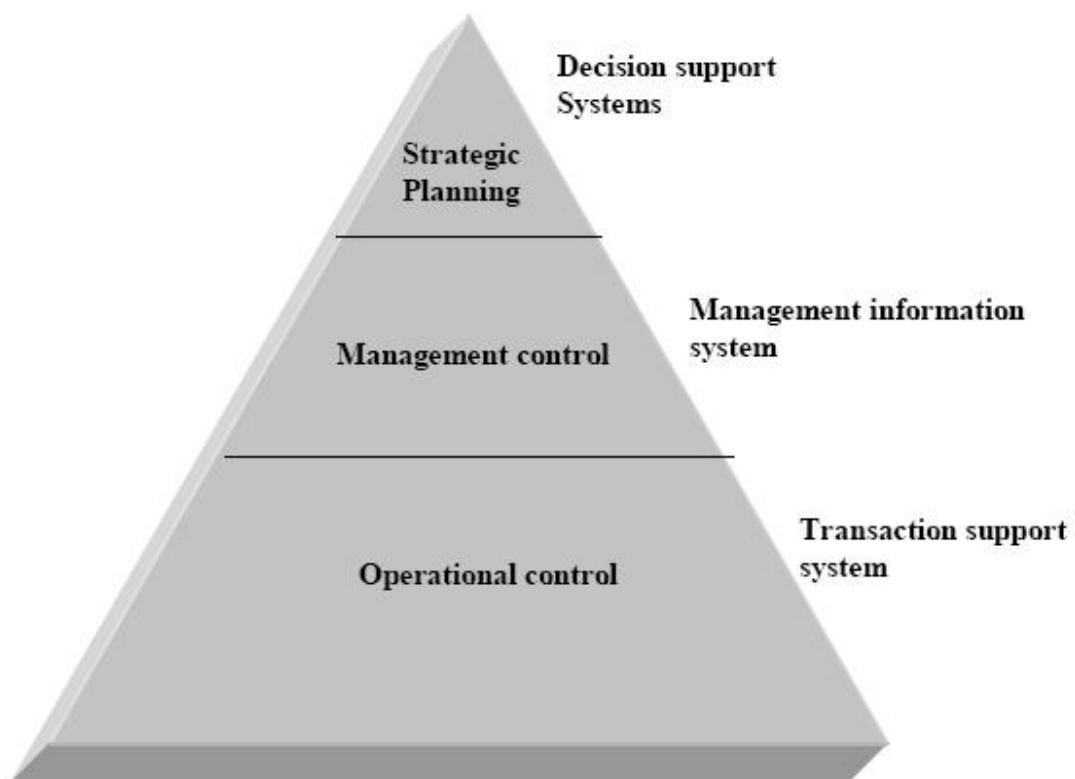 Decision support
Systems
Strategic
Planning
Management information
system
Management control
Transaction support
system
Operational control